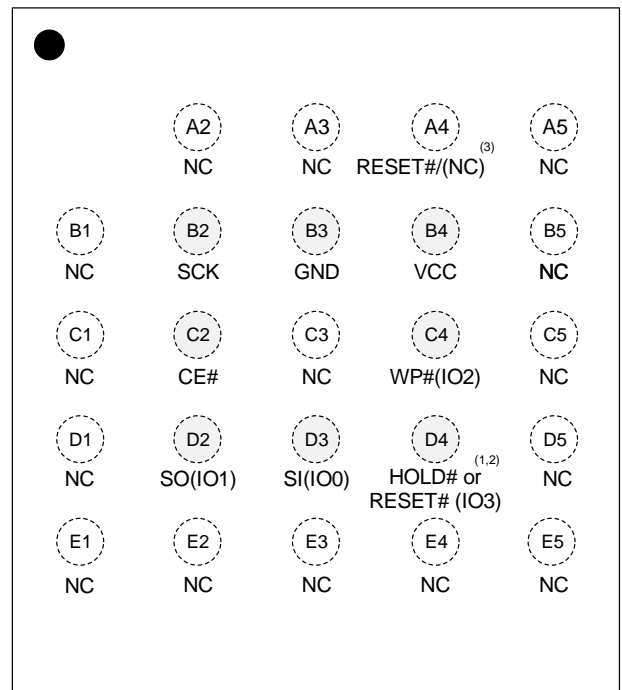 A2 A3 A4 A5
(3)
NC NC RESET#/(NC) NC
B1 B2 B3 B4 B5
NC SCK GND VCC NC
C1 C2 C3 C4 C5
NC CE# NC WP#(IO2) NC
D1 D2 D3 D4 D5
(1,2)
NC SO(IO1) SI(IO0) HOLD# or NC
RESET# (IO3)
E1 E2 E3 E4 E5
NC NC NC NC NC